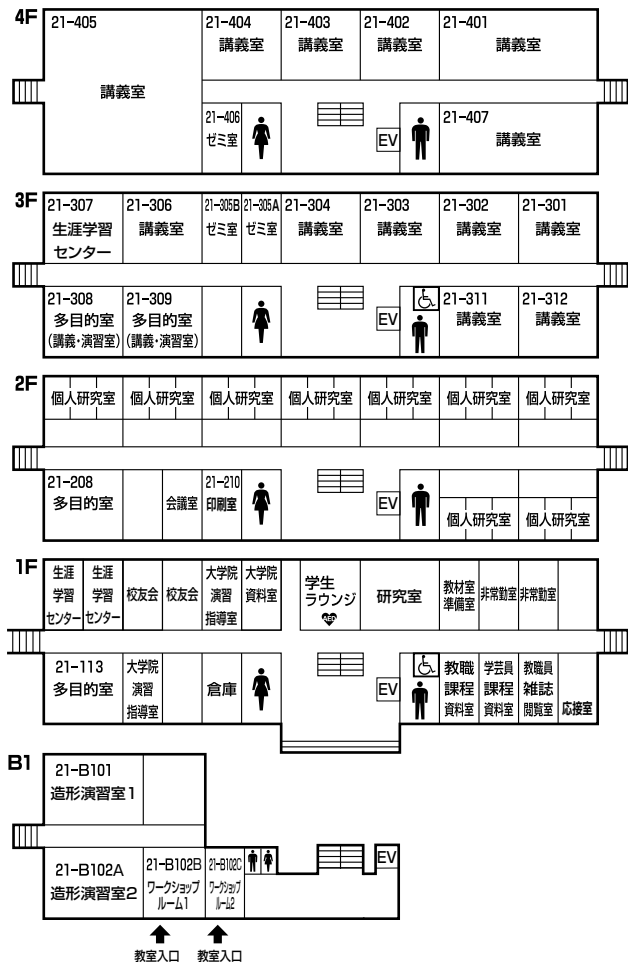 4F
21-405
講義室
21-404
講義室
21-403
講義室
21-402
講義室
21-401
講義室
21-406
ゼミ室
EV
21-407
講義室
3F
21-307
生涯学習
センター
21-306
講義室
21-305B
ゼミ室
21-305A
ゼミ室
21-304
講義室
21-303
講義室
21-302
講義室
21-301
講義室
21-308
多目的室
(講義・演習室)
21-309
多目的室
(講義・演習室)
EV
21-311
講義室
21-312
講義室
2F
個人研究室
個人研究室
個人研究室
個人研究室
個人研究室
個人研究室
個人研究室
21-208
多目的室
会議室
21-210
印刷室
EV
個人研究室
個人研究室
1F
生涯
学習
センター
生涯
学習
センター
校友会
校友会
大学院
演習
指導室
大学院
資料室
学生
ラウンジ
AED
研究室
教材室
準備室
非常勤室
非常勤室
21-113
多目的室
大学院
演習
指導室
倉庫
EV
教職
課程
資料室
学芸員
課程
資料室
教職員
雑誌
閲覧室
応接室
B1
21-B101
造形演習室1
21-B102A
造形演習室2
21-B102B
ワークショップ
ルーム1
21-B102C
ワークショップ
ルーム2
EV
教室入口
教室入口